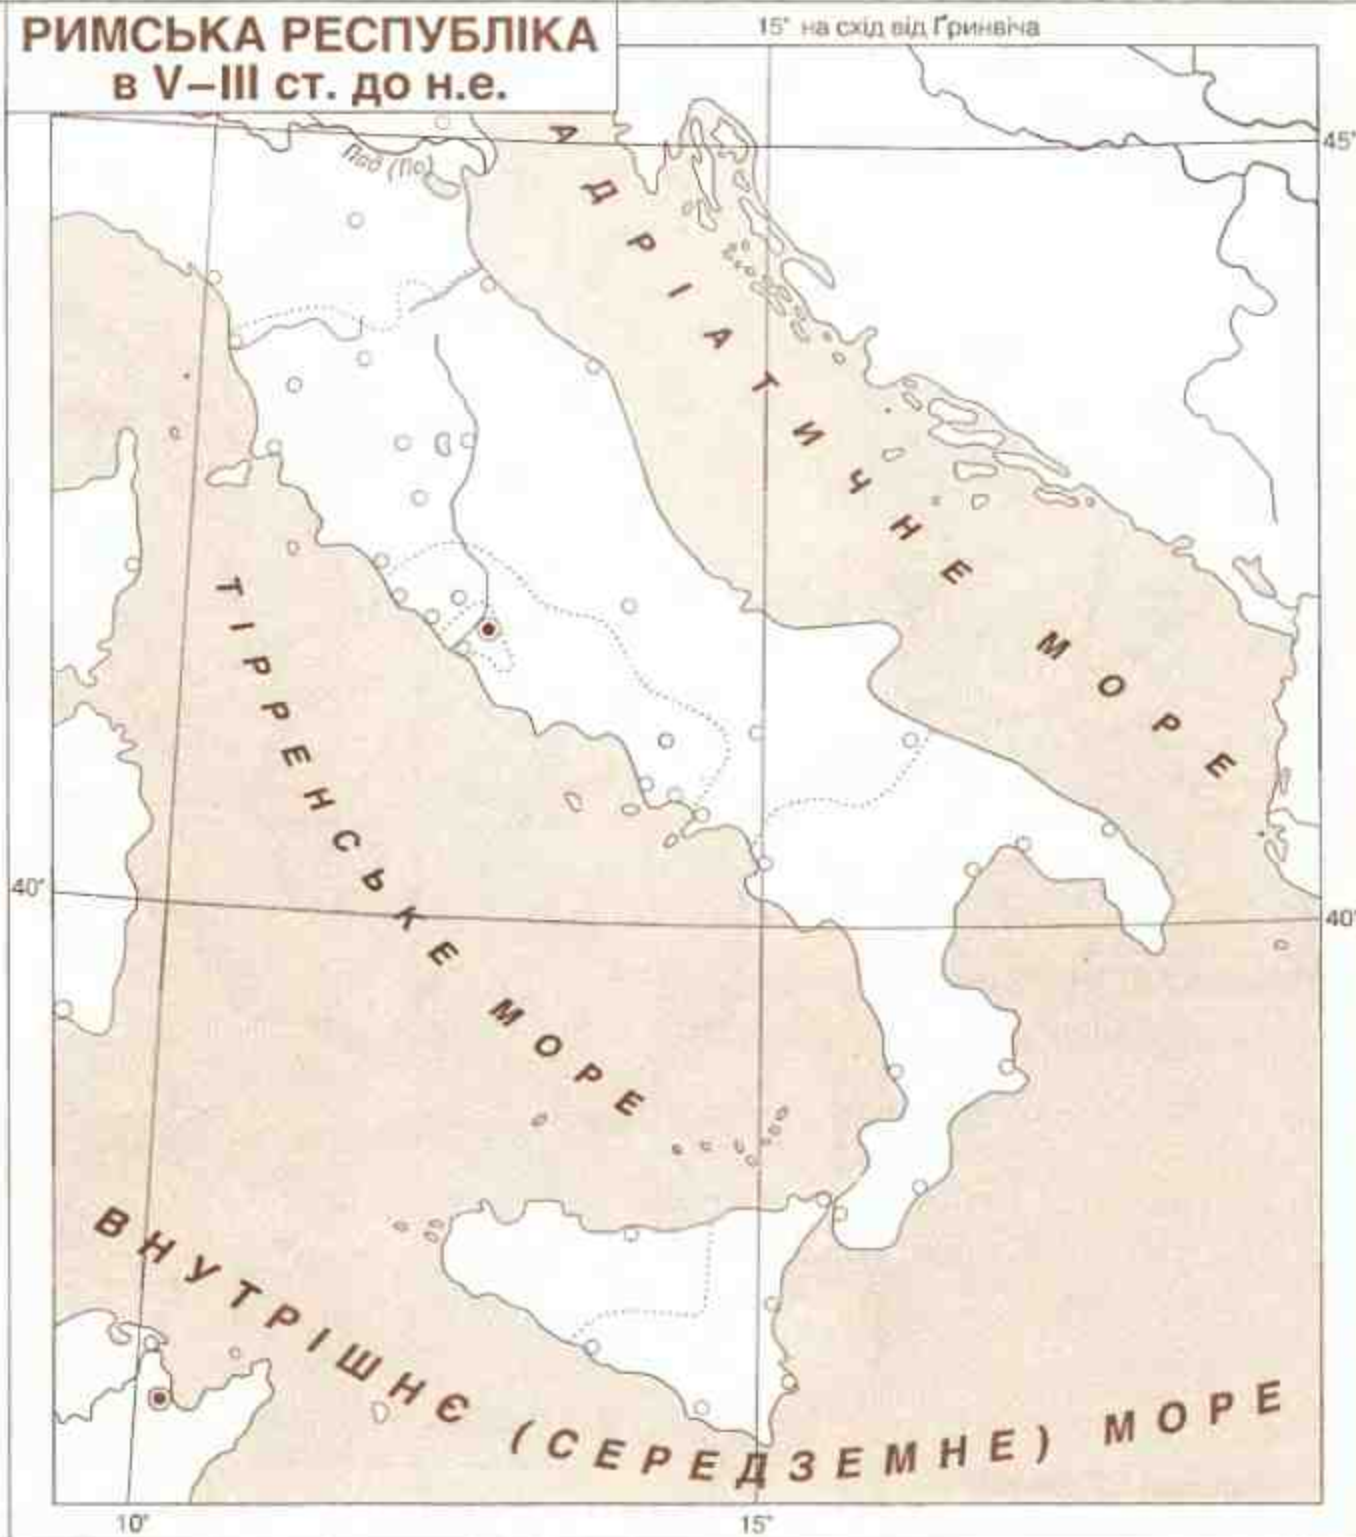 РИМСЬКА РЕСПУБЛІКА
в V–III ст. до н.е.
15° на схід від Ґринвіча
45°
Пад (По)
АДРІАТИЧНЕ МОРЕ
ТІРРЕНСЬКЕ МОРЕ
40°
40°
ВНУТРІШНЄ (СЕРЕДЗЕМНЕ) МОРЕ
10°
15°